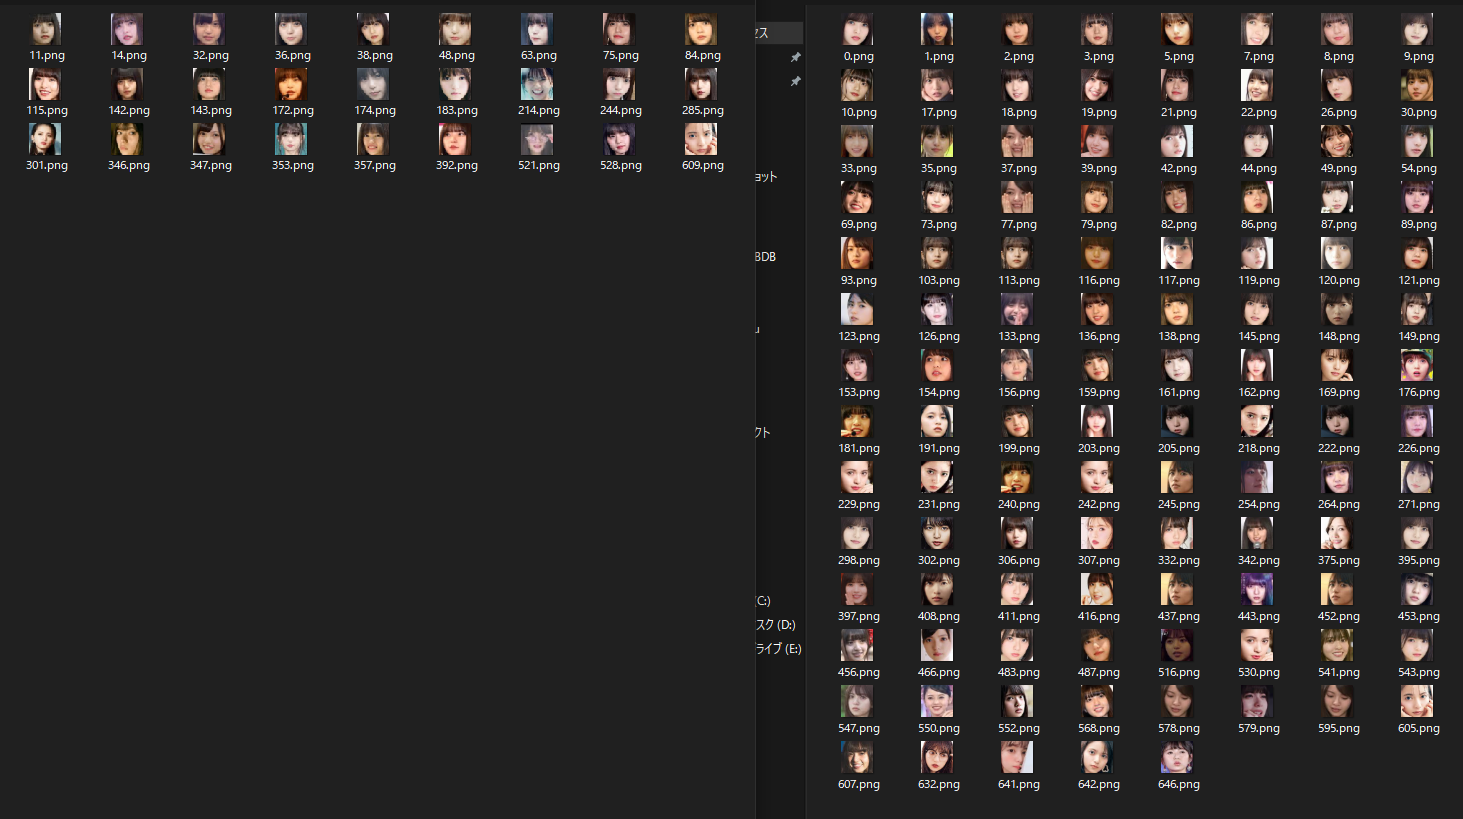 11.png 14.png 32.png 36.png 38.png 48.png 63.png 75.png 84.png
115.png 142.png 143.png 172.png 174.png 183.png 214.png 244.png 285.png
301.png 346.png 347.png 353.png 357.png 392.png 521.png 528.png 609.png
セス
ョット
BDB
u
クト
(C:)
スク (D:)
ライブ (E:)
0.png 1.png 2.png 3.png 5.png 7.png 8.png 9.png
10.png 17.png 18.png 19.png 21.png 22.png 26.png 30.png
33.png 35.png 37.png 39.png 42.png 44.png 49.png 54.png
69.png 73.png 77.png 79.png 82.png 86.png 87.png 89.png
93.png 103.png 113.png 116.png 117.png 119.png 120.png 121.png
123.png 126.png 133.png 136.png 138.png 145.png 148.png 149.png
153.png 154.png 156.png 159.png 161.png 162.png 169.png 176.png
181.png 191.png 199.png 203.png 205.png 218.png 222.png 226.png
229.png 231.png 240.png 242.png 245.png 254.png 264.png 271.png
298.png 302.png 306.png 307.png 332.png 342.png 375.png 395.png
397.png 408.png 411.png 416.png 437.png 443.png 452.png 453.png
456.png 466.png 483.png 487.png 516.png 530.png 541.png 543.png
547.png 550.png 552.png 568.png 578.png 579.png 595.png 605.png
607.png 632.png 641.png 642.png 646.png